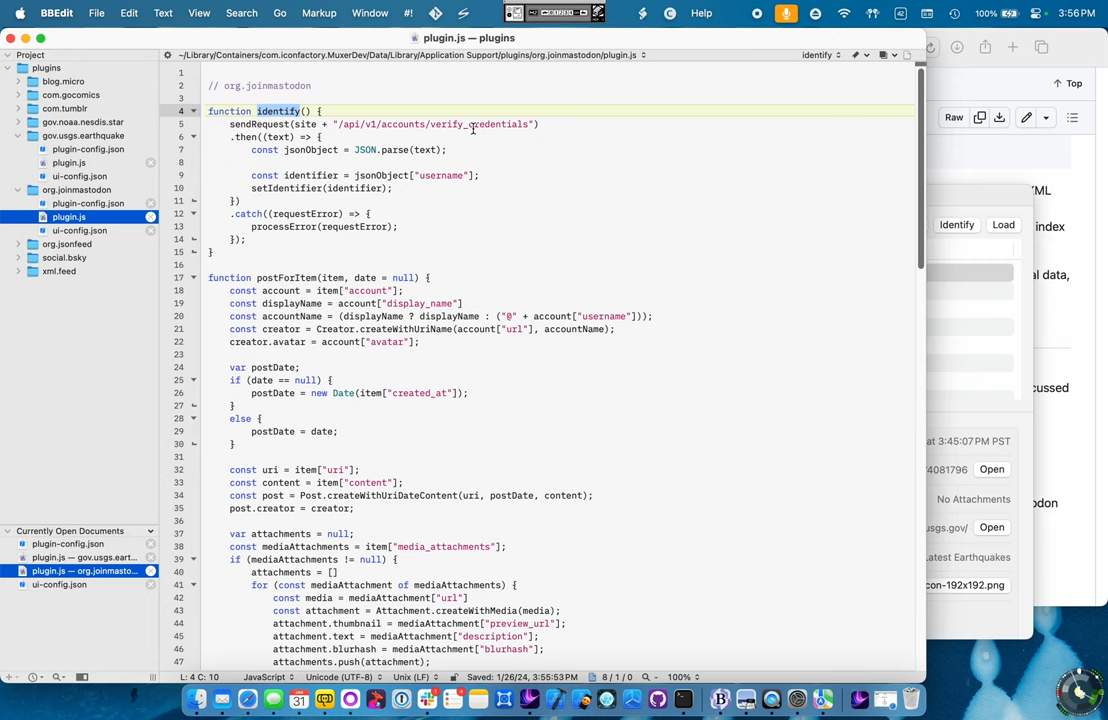 BBEdit File Edit Text View Search Go Markup Window #! Help 42 100% 3:56 PM
plugin.js — plugins
Project
~/Library/Containers/com.iconfactory.MuxerDev/Data/Library/Application Support/plugins/org.joinmastodon/plugin.js
identify
plugins
blog.micro
com.gocomics
com.tumblr
gov.noaa.nesdis.star
gov.usgs.earthquake
plugin-config.json
plugin.js
ui-config.json
org.joinmastodon
plugin-config.json
plugin.js
ui-config.json
org.jsonfeed
social.bsky
xml.feed
Currently Open Documents
plugin-config.json
plugin.js — gov.usgs.eart...
plugin.js — org.joinmasto...
ui-config.json
1
2 // org.joinmastodon
3
4 function identify() {
5 sendRequest(site + "/api/v1/accounts/verify_credentials")
6 .then((text) => {
7 const jsonObject = JSON.parse(text);
8
9 const identifier = jsonObject["username"];
10 setIdentifier(identifier);
11 })
12 .catch((requestError) => {
13 processError(requestError);
14 });
15 }
16
17 function postForItem(item, date = null) {
18 const account = item["account"];
19 const displayName = account["display_name"]
20 const accountName = (displayName ? displayName : ("@" + account["username"]));
21 const creator = Creator.createWithUriName(account["url"], accountName);
22 creator.avatar = account["avatar"];
23
24 var postDate;
25 if (date == null) {
26 postDate = new Date(item["created_at"]);
27 }
28 else {
29 postDate = date;
30 }
31
32 const uri = item["uri"];
33 const content = item["content"];
34 const post = Post.createWithUriDateContent(uri, postDate, content);
35 post.creator = creator;
36
37 var attachments = null;
38 const mediaAttachments = item["media_attachments"];
39 if (mediaAttachments != null) {
40 attachments = []
41 for (const mediaAttachment of mediaAttachments) {
42 const media = mediaAttachment["url"]
43 const attachment = Attachment.createWithMedia(media);
44 attachment.thumbnail = mediaAttachment["preview_url"];
45 attachment.text = mediaAttachment["description"];
46 attachment.blurhash = mediaAttachment["blurhash"];
47 attachments.push(attachment);
L: 4 C: 10 JavaScript Unicode (UTF-8) Unix (LF) Saved: 1/26/24, 3:55:53 PM 8 / 1 / 0 100%
Top
Raw
ML
Identify Load
index
al data,
cussed
at 3:45:07 PM PST
4081796 Open
No Attachments
odon
usgs.gov/ Open
atest Earthquakes
con-192x192.png
JAN
31